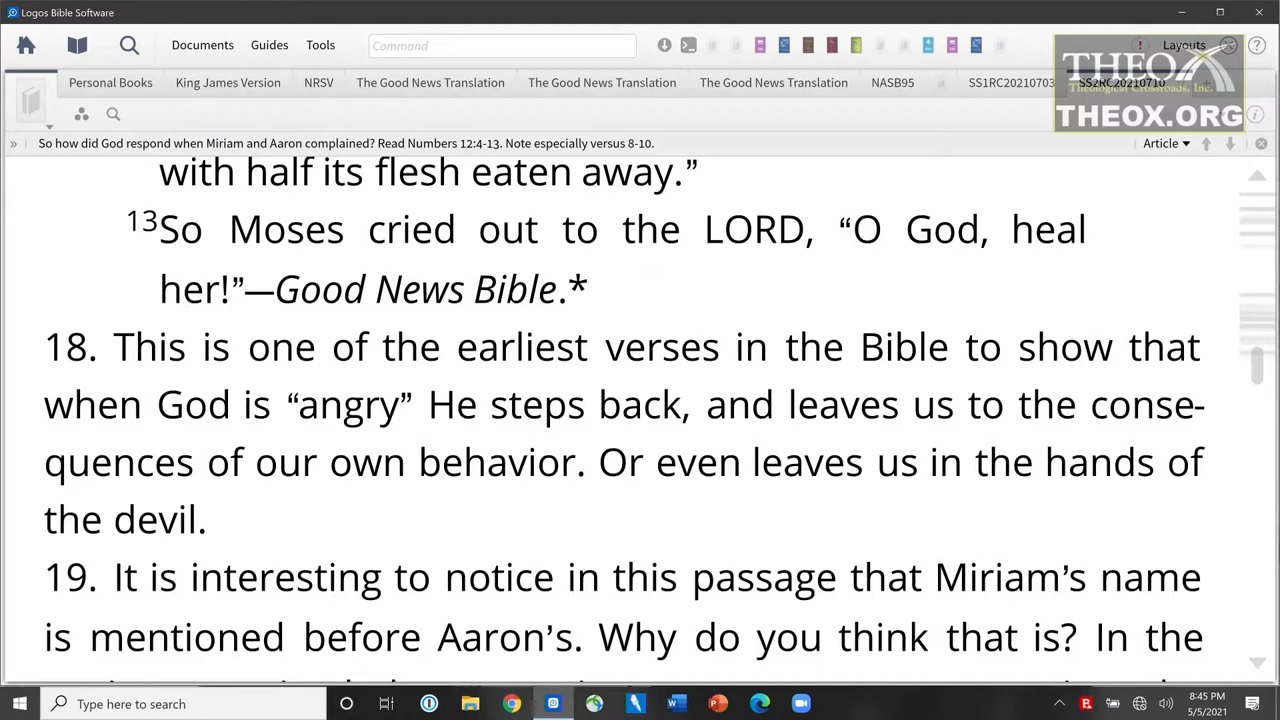 Logos Bible Software
Documents Guides Tools Command Layouts
THEOX
Theological Crossroads, Inc.
THEOX.ORG
Personal Books King James Version NRSV The Good News Translation The Good News Translation The Good News Translation NASB95 SS1RC20210703 SS2RC20210710
So how did God respond when Miriam and Aaron complained? Read Numbers 12:4-13. Note especially versus 8-10. Article
with half its flesh eaten away.”
13So Moses cried out to the LORD, “O God, heal
her!”—Good News Bible.*
18. This is one of the earliest verses in the Bible to show that
when God is “angry” He steps back, and leaves us to the conse-
quences of our own behavior. Or even leaves us in the hands of
the devil.
19. It is interesting to notice in this passage that Miriam’s name
is mentioned before Aaron’s. Why do you think that is? In the
Type here to search
8:45 PM
5/5/2021